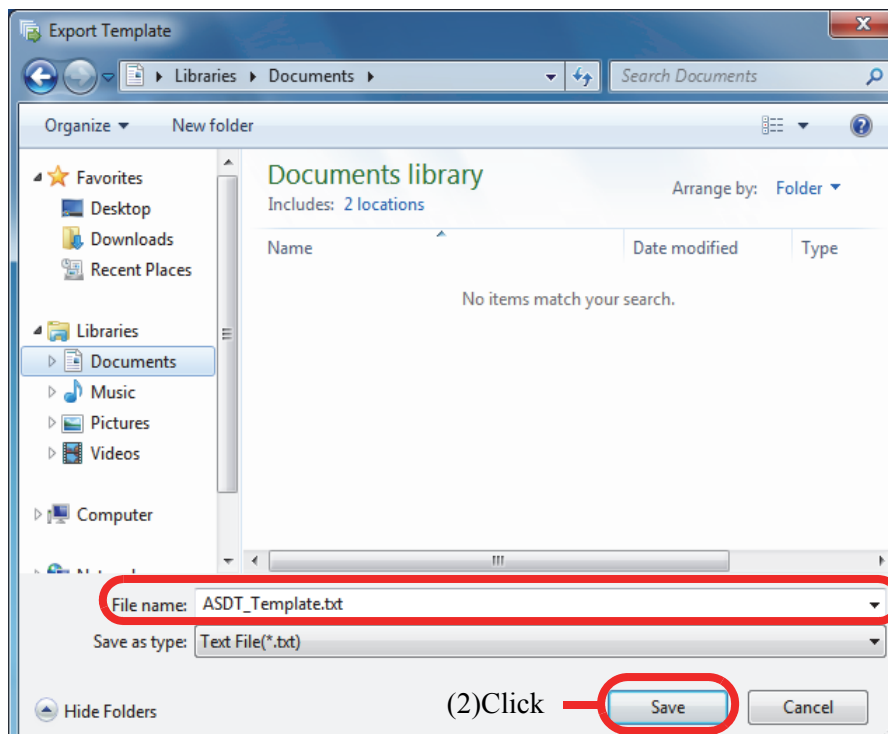 Export Template
Libraries Documents
Search Documents
Organize New folder
Favorites
Desktop
Downloads
Recent Places
Libraries
Documents
Music
Pictures
Videos
Computer
Documents library
Includes: 2 locations
Arrange by: Folder
Name Date modified Type
No items match your search.
File name: ASDT_Template.txt
Save as type: Text File(*.txt)
Hide Folders
(2)Click
Save
Cancel